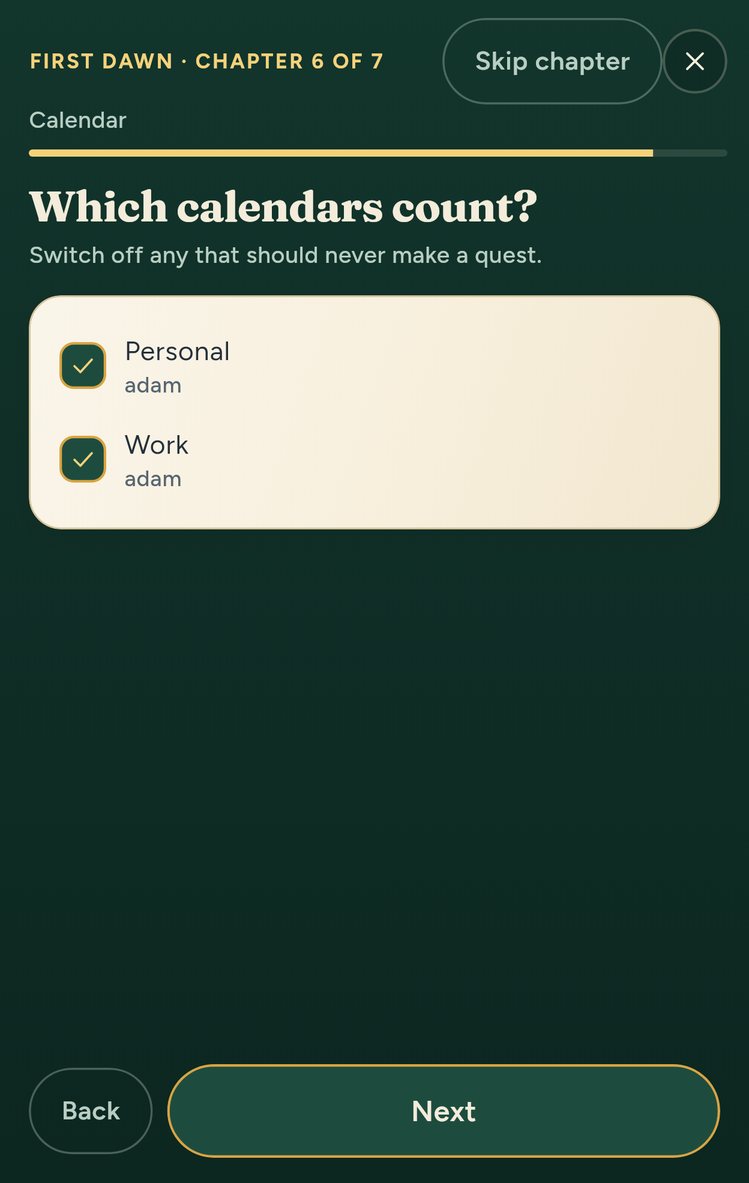 FIRST DAWN · CHAPTER 6 OF 7
Skip chapter
Calendar
Which calendars count?
Switch off any that should never make a quest.
Personal
adam
Work
adam
Back
Next